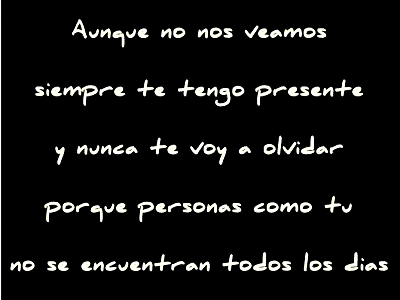 Aunque no nos veamos
siempre te tengo presente
y nunca te voy a olvidar
porque personas como tu
no se encuentran todos los dias